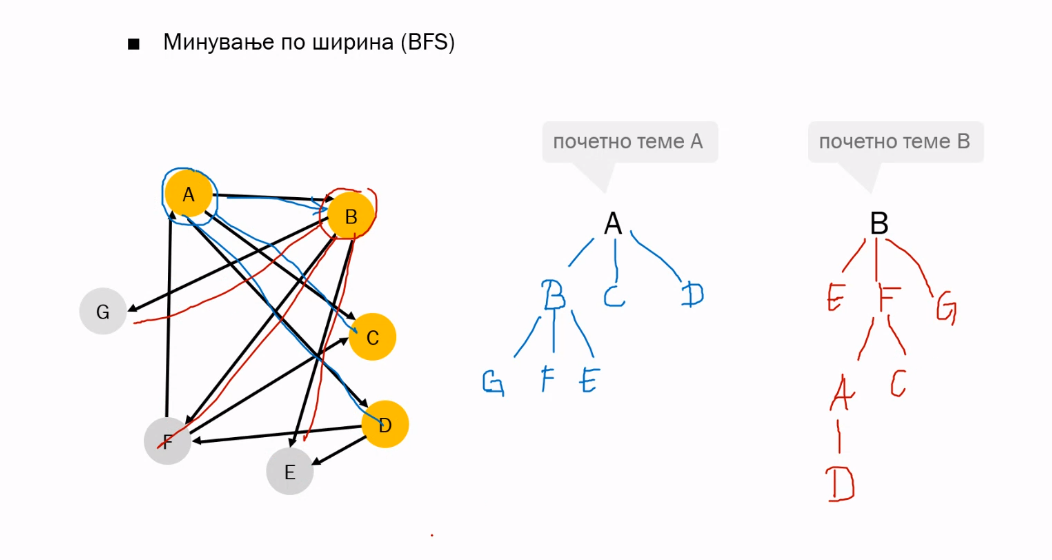 ■ Минување по ширина (BFS)
почетно теме A
почетно теме B
A
B
G
C
F
D
E
A
B C D
G F E
B
E F G
A C
D